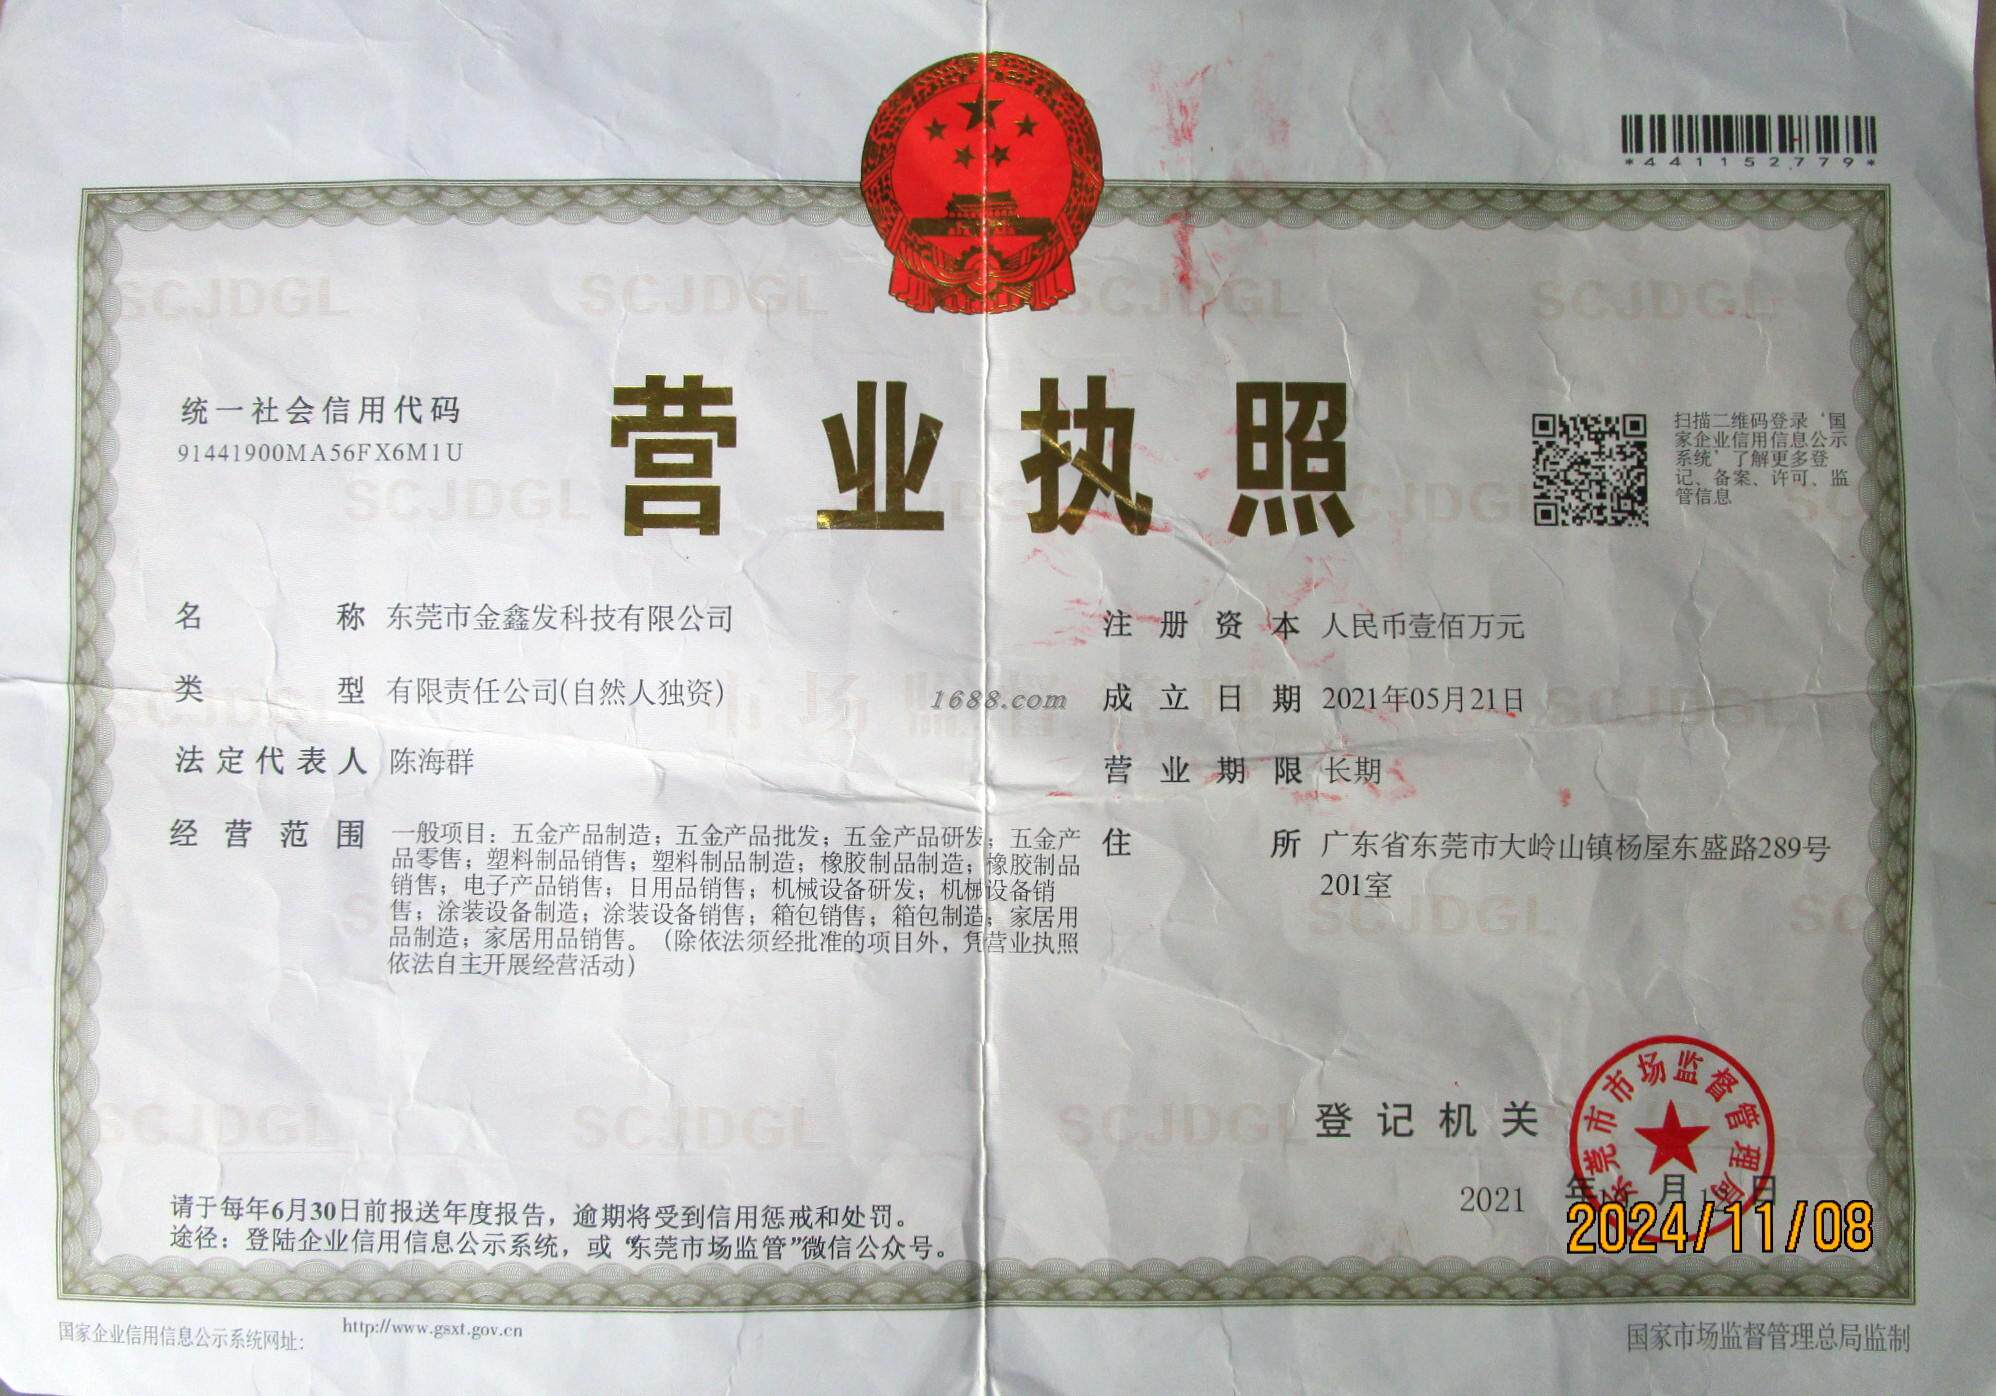 *441152779*
SCJDGL SCJDGL SCJDGL SCJDGL
营业执照
统一社会信用代码
91441900MA56FX6M1U
扫描二维码登录‘国
家企业信用信息公示
系统’了解更多登
记、备案、许可、监
管信息
名称 东莞市金鑫发科技有限公司
类型 有限责任公司(自然人独资)
法定代表人 陈海群
经营范围 一般项目：五金产品制造；五金产品批发；五金产品研发；五金产
品零售；塑料制品销售；塑料制品制造；橡胶制品制造；橡胶制品
销售；电子产品销售；日用品销售；机械设备研发；机械设备销
售；涂装设备制造；涂装设备销售；箱包销售；箱包制造；家居用
品制造；家居用品销售。（除依法须经批准的项目外，凭营业执照
依法自主开展经营活动）
1688.com
市场监督管理
注册资本 人民币壹佰万元
成立日期 2021年05月21日
营业期限 长期
住所 广东省东莞市大岭山镇杨屋东盛路289号
201室
登记机关
东莞市市场监督管理局
2021 年 月 日
2024/11/08
请于每年6月30日前报送年度报告，逾期将受到信用惩戒和处罚。
途径：登陆企业信用信息公示系统，或“东莞市场监管”微信公众号。
国家企业信用信息公示系统网址：
http://www.gsxt.gov.cn
国家市场监督管理总局监制